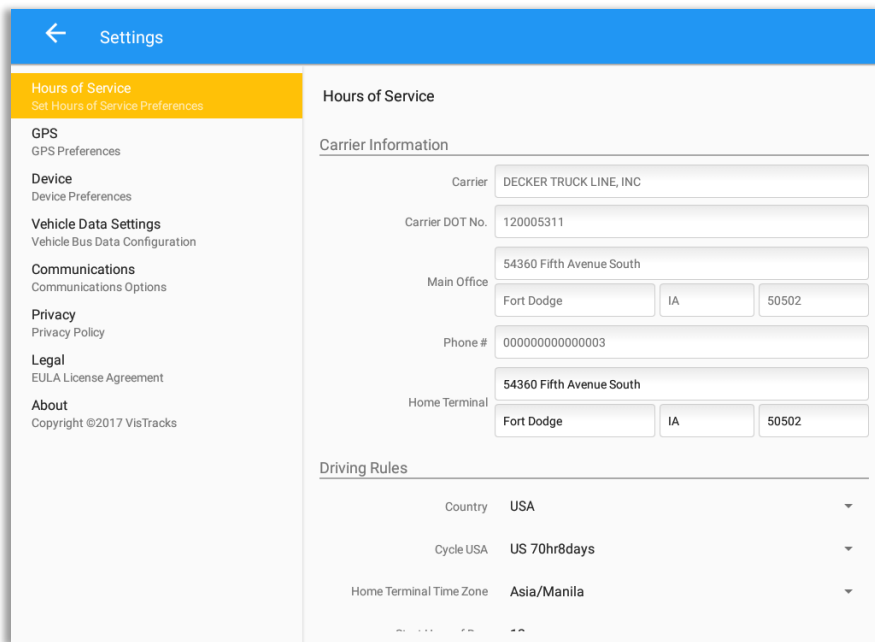 Settings
Hours of Service
Set Hours of Service Preferences
GPS
GPS Preferences
Device
Device Preferences
Vehicle Data Settings
Vehicle Bus Data Configuration
Communications
Communications Options
Privacy
Privacy Policy
Legal
EULA License Agreement
About
Copyright ©2017 VisTracks
Hours of Service
Carrier Information
Carrier DECKER TRUCK LINE, INC
Carrier DOT No. 120005311
Main Office 54360 Fifth Avenue South
Fort Dodge IA 50502
Phone # 000000000000003
Home Terminal 54360 Fifth Avenue South
Fort Dodge IA 50502
Driving Rules
Country USA
Cycle USA US 70hr8days
Home Terminal Time Zone Asia/Manila